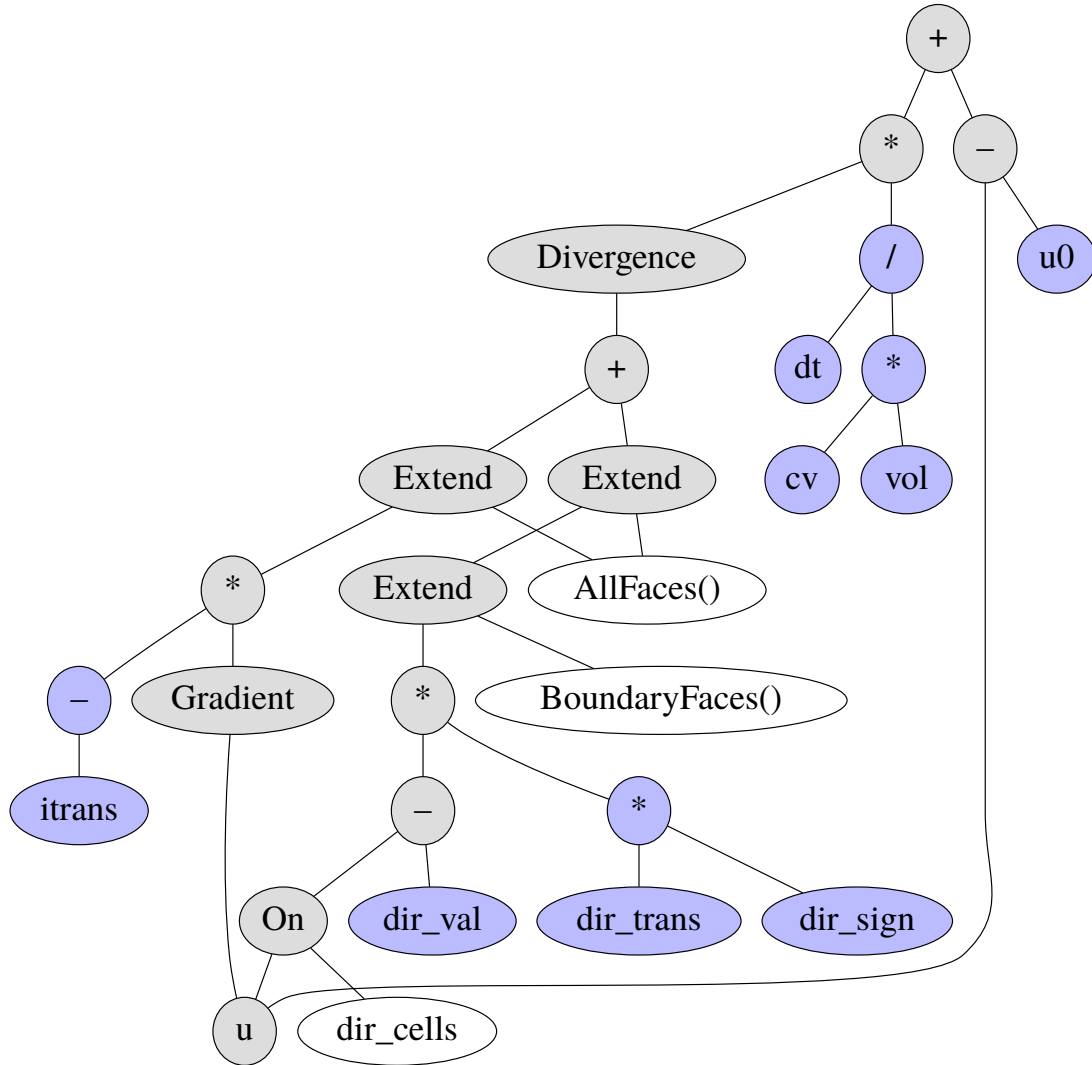 +
* –
Divergence / u0
+ dt *
Extend Extend cv vol
* Extend AllFaces()
– Gradient * BoundaryFaces()
itrans – *
On dir_val dir_trans dir_sign
u dir_cells